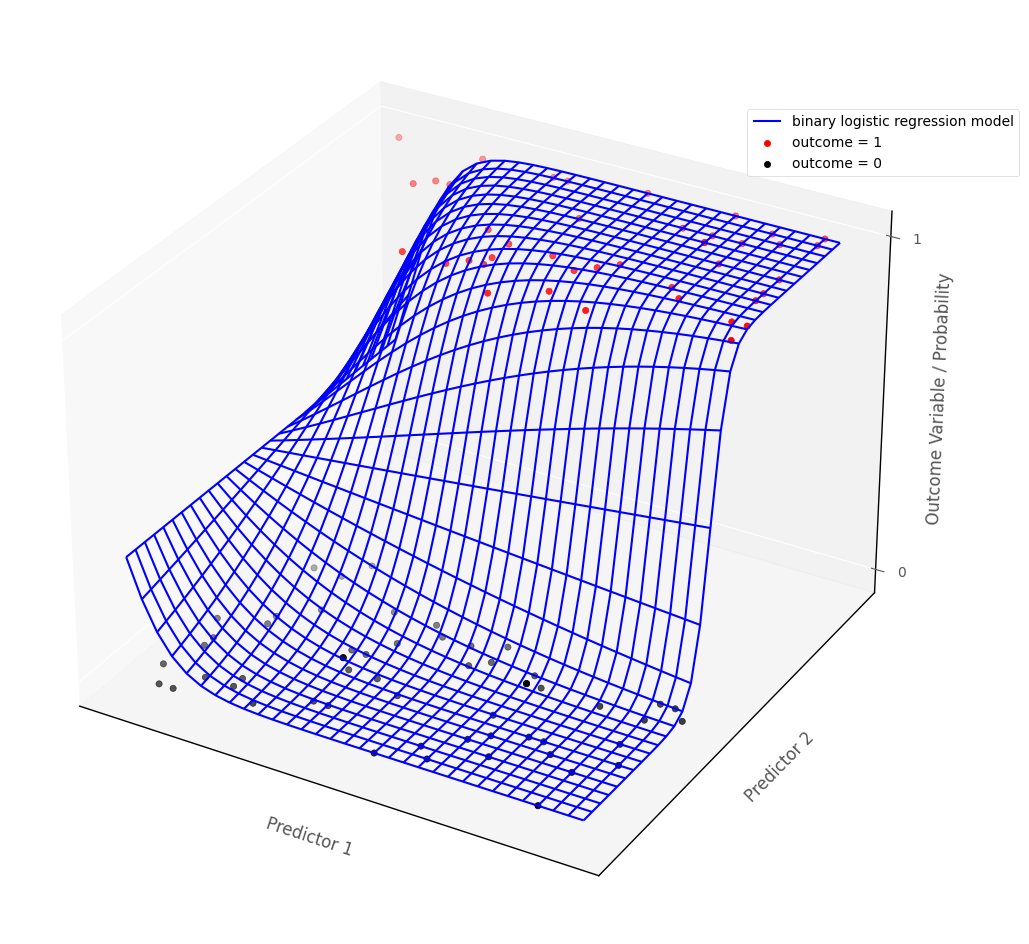 binary logistic regression model
outcome = 1
outcome = 0
1
Outcome Variable / Probability
0
Predictor 2
Predictor 1